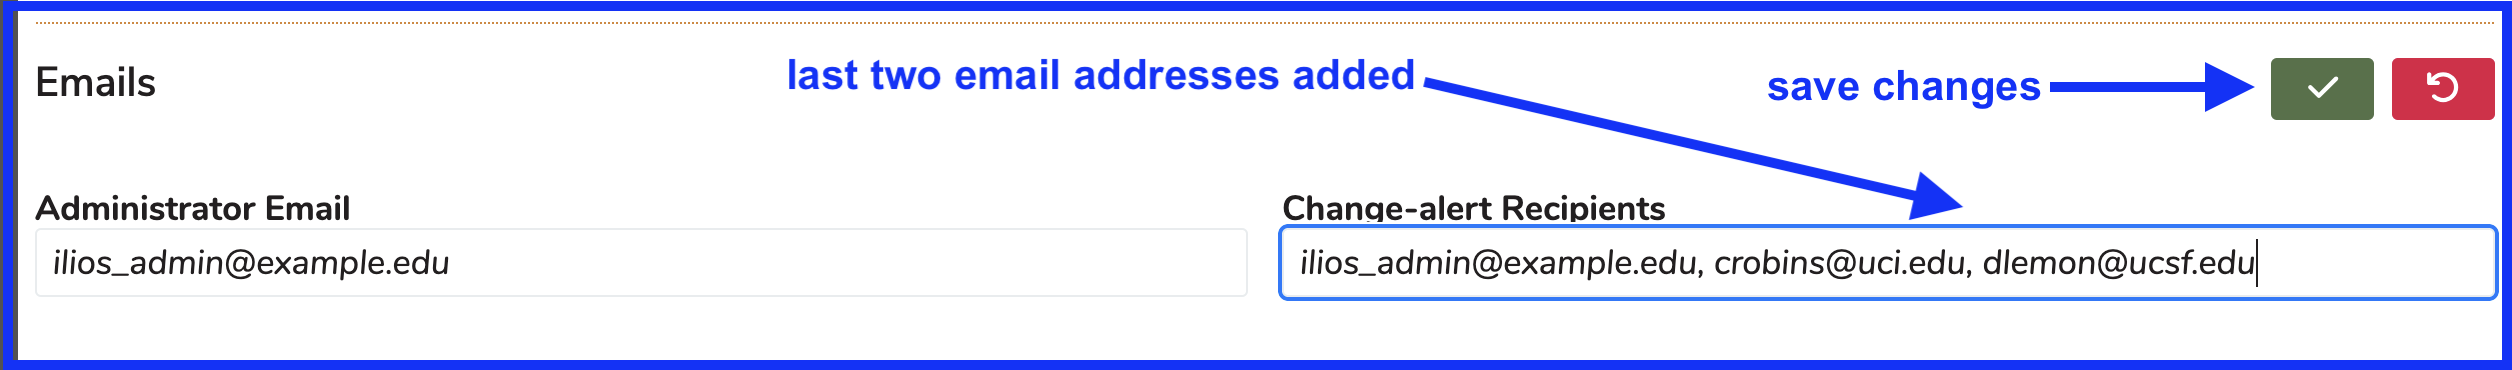 last two email addresses added
save changes
Emails
Administrator Email
Change-alert Recipients
ilios_admin@example.edu
ilios_admin@example.edu, crobins@uci.edu, dlemon@ucsf.edu